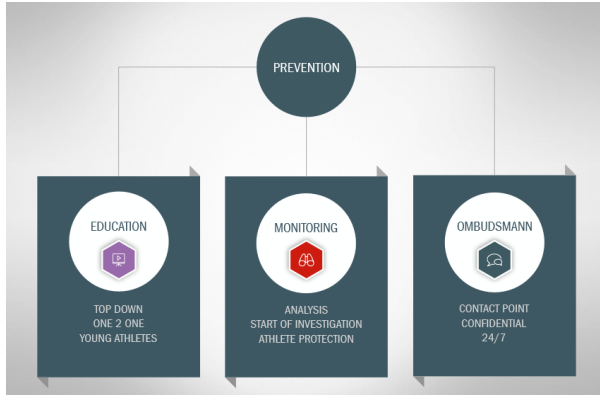 PREVENTION
EDUCATION
TOP DOWN
ONE 2 ONE
YOUNG ATHLETES
MONITORING
ANALYSIS
START OF INVESTIGATION
ATHLETE PROTECTION
OMBUDSMANN
CONTACT POINT
CONFIDENTIAL
24/7